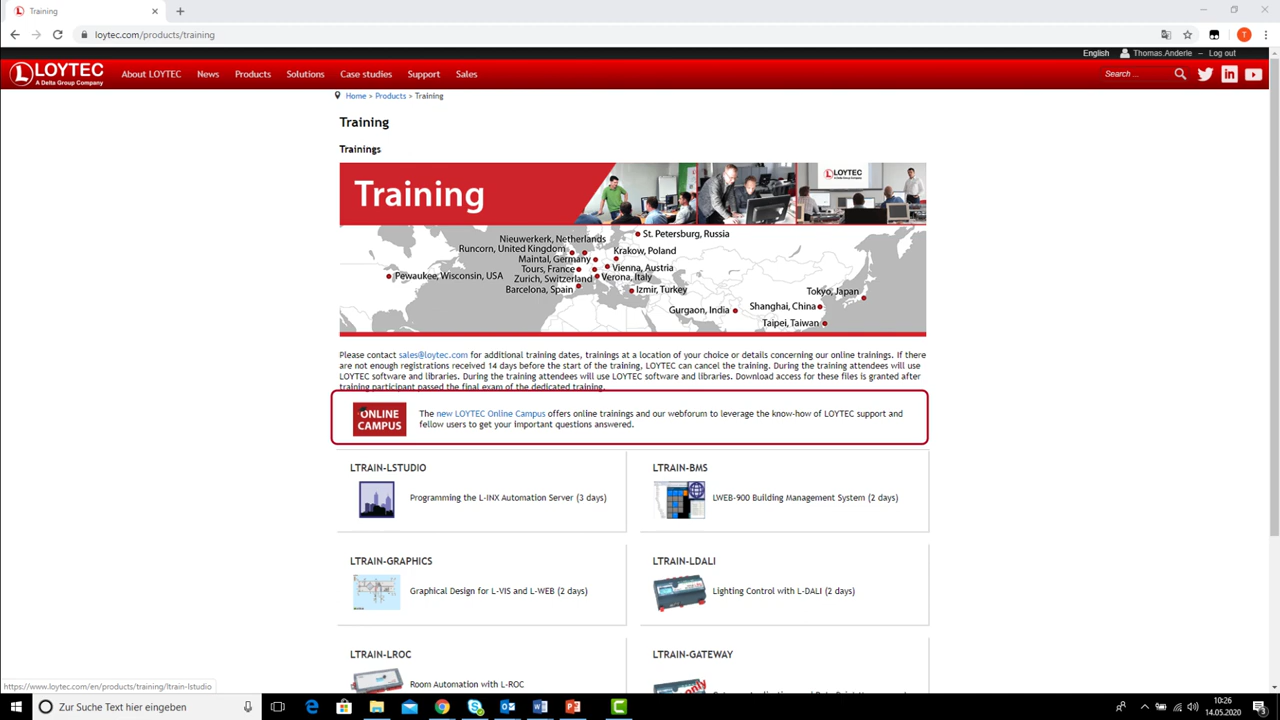 Training
loytec.com/products/training
T
English Thomas.Anderle – Log out
LOYTEC
A Delta Group Company
About LOYTEC News Products Solutions Case studies Support Sales
Search ...
Home » Products » Training
Training
Trainings
Training
LOYTEC
St. Petersburg, Russia
Nieuwerkerk, Netherlands
Runcorn, United Kingdom
Krakow, Poland
Maintal, Germany
Tours, France
Vienna, Austria
Pewaukee, Wisconsin, USA
Zurich, Switzerland
Verona, Italy
Barcelona, Spain
Izmir, Turkey
Tokyo, Japan
Gurgaon, India
Shanghai, China
Taipei, Taiwan
Please contact sales@loytec.com for additional training dates, trainings at a location of your choice or details concerning our online trainings. If there
are not enough registrations received 14 days before the start of the training, LOYTEC can cancel the training. During the training attendees will use
LOYTEC software and libraries. During the training attendees will use LOYTEC software and libraries. Download access for these files is granted after
training participant passed the final exam of the dedicated training.
ONLINE
CAMPUS
The new LOYTEC Online Campus offers online trainings and our webforum to leverage the know-how of LOYTEC support and
fellow users to get your important questions answered.
LTRAIN-LSTUDIO
Programming the L-INX Automation Server (3 days)
LTRAIN-BMS
LWEB-900 Building Management System (2 days)
LTRAIN-GRAPHICS
Graphical Design for L-VIS and L-WEB (2 days)
LTRAIN-LDALI
Lighting Control with L-DALI (2 days)
LTRAIN-LROC
Room Automation with L-ROC
LTRAIN-GATEWAY
https://www.loytec.com/en/products/training/ltrain-lstudio
Zur Suche Text hier eingeben
10:26
14.05.2020
3